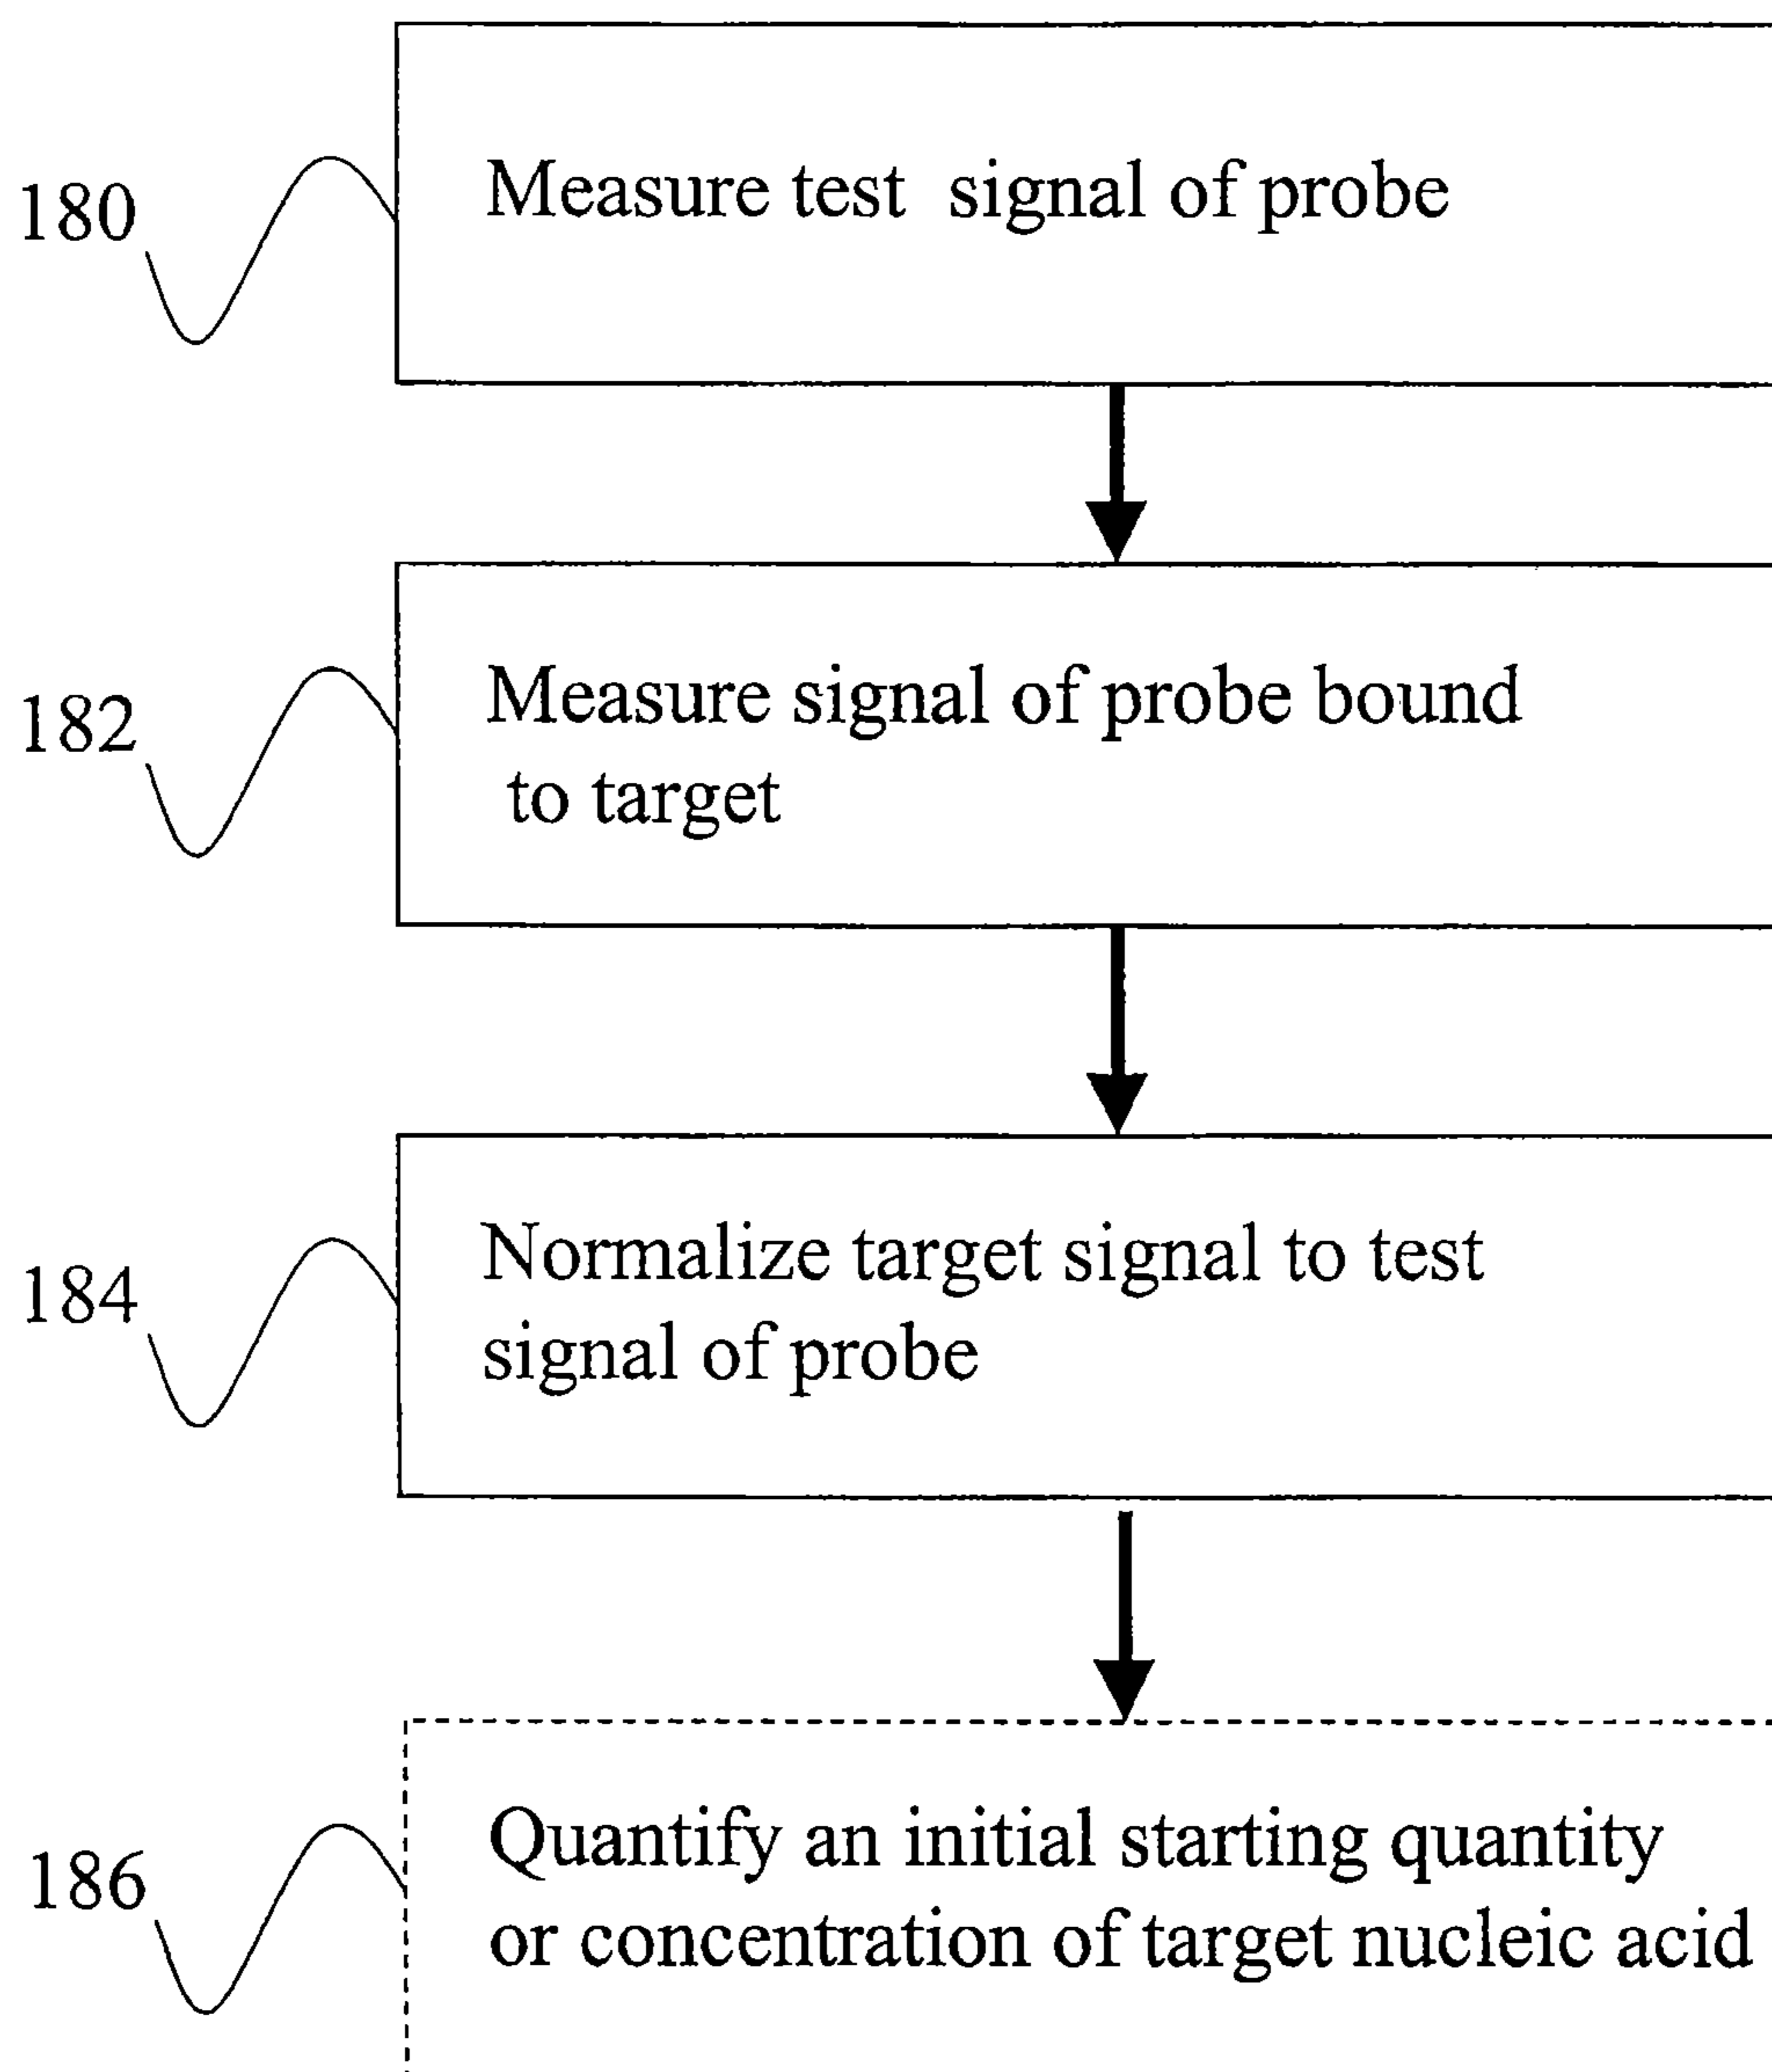 180
Measure test signal of probe
182
Measure signal of probe bound
to target
184
Normalize target signal to test
signal of probe
186
Quantify an initial starting quantity
or concentration of target nucleic acid